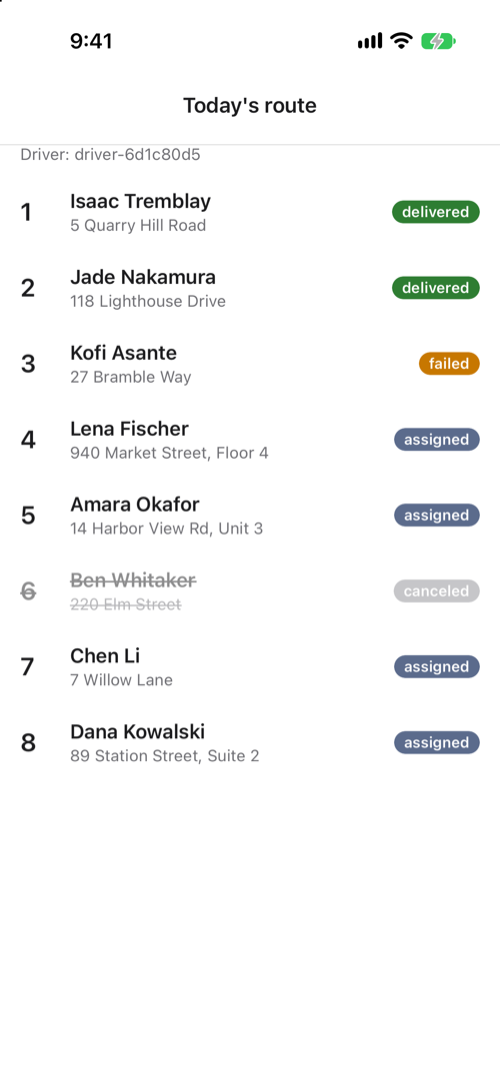 9:41
Today's route
Driver: driver-6d1c80d5
1
Isaac Tremblay
5 Quarry Hill Road
delivered
2
Jade Nakamura
118 Lighthouse Drive
delivered
3
Kofi Asante
27 Bramble Way
failed
4
Lena Fischer
940 Market Street, Floor 4
assigned
5
Amara Okafor
14 Harbor View Rd, Unit 3
assigned
6
Ben Whitaker
220 Elm Street
canceled
7
Chen Li
7 Willow Lane
assigned
8
Dana Kowalski
89 Station Street, Suite 2
assigned